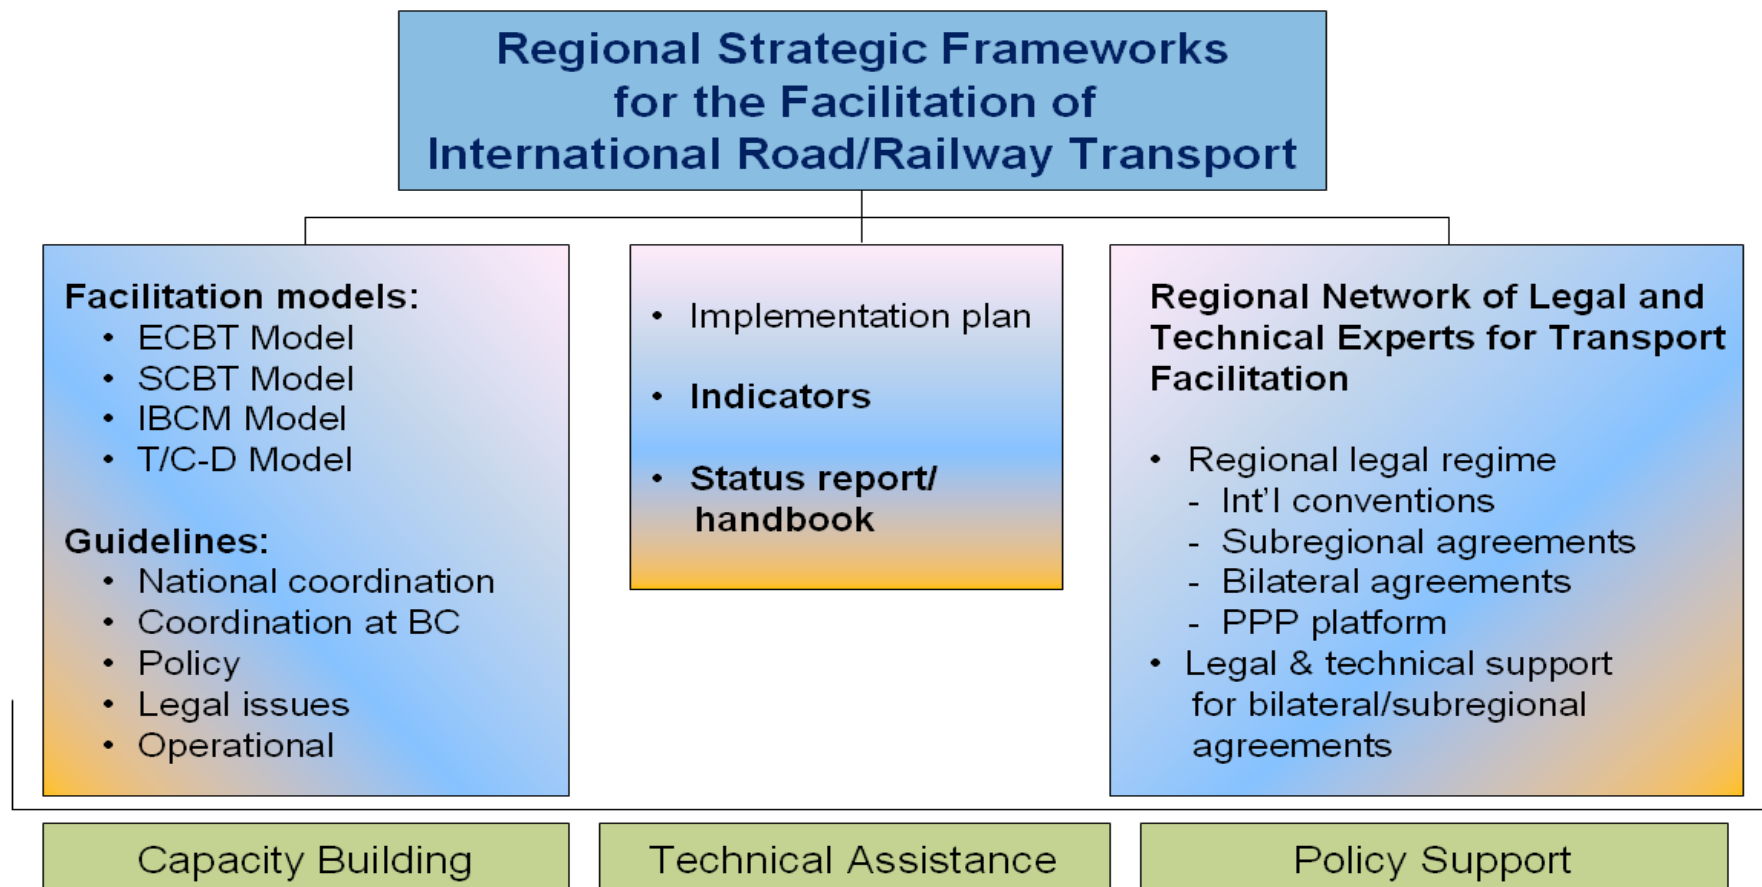 Regional Strategic Frameworks
for the Facilitation of
International Road/Railway Transport
Facilitation models:
• ECBT Model
• SCBT Model
• IBCM Model
• T/C-D Model
Guidelines:
• National coordination
• Coordination at BC
• Policy
• Legal issues
• Operational
• Implementation plan
• Indicators
• Status report/
handbook
Regional Network of Legal and
Technical Experts for Transport
Facilitation
• Regional legal regime
- Int'l conventions
- Subregional agreements
- Bilateral agreements
- PPP platform
• Legal & technical support
for bilateral/subregional
agreements
Capacity Building
Technical Assistance
Policy Support